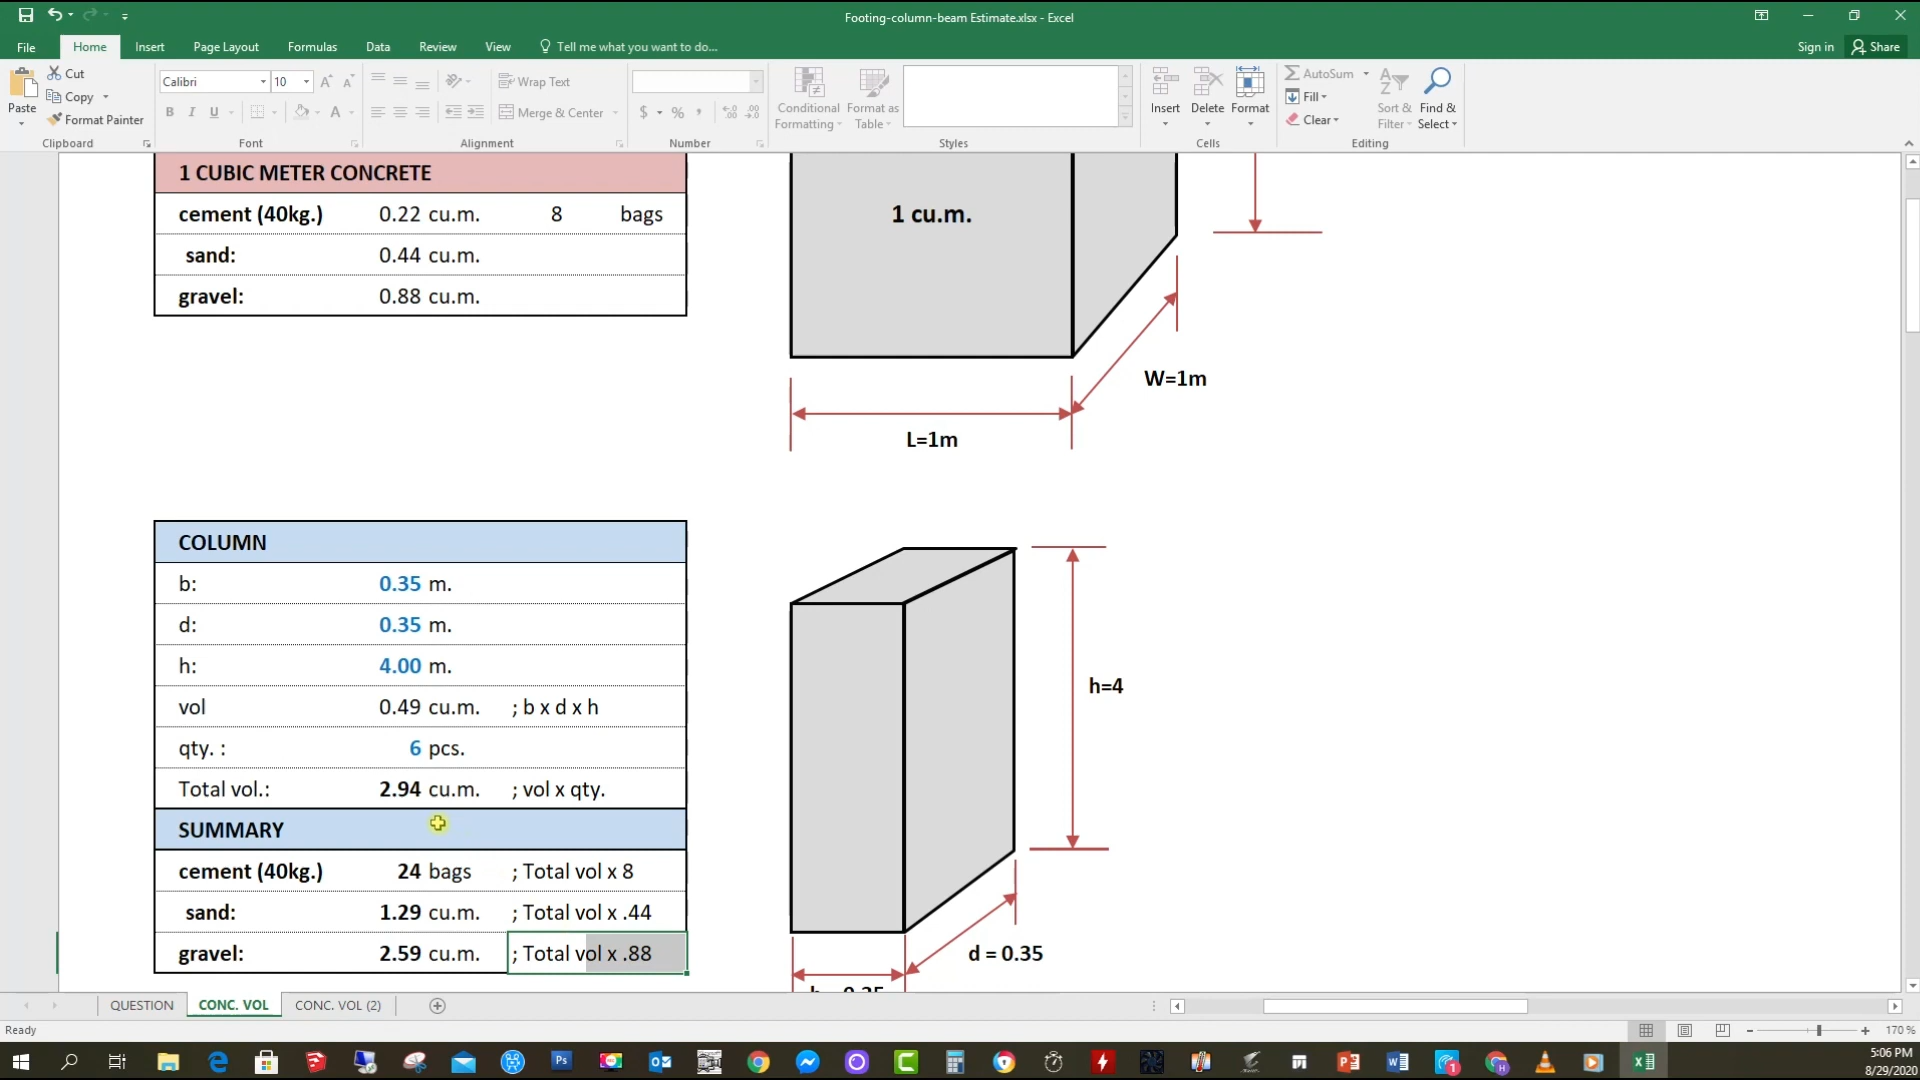 Footing-column-beam Estimate.xlsx - Excel
File Home Insert Page Layout Formulas Data Review View Tell me what you want to do... Sign in Share
Paste
Cut
Copy
Format Painter
Clipboard
Calibri 10
B I U
Font
Wrap Text
Merge & Center
Alignment
$ % ,
Number
Conditional Formatting
Format as Table
Styles
Insert Delete Format
Cells
AutoSum
Fill
Clear
Sort & Filter
Find & Select
Editing
1 CUBIC METER CONCRETE
cement (40kg.) 0.22 cu.m. 8 bags
sand: 0.44 cu.m.
gravel: 0.88 cu.m.
1 cu.m.
W=1m
L=1m
COLUMN
b: 0.35 m.
d: 0.35 m.
h: 4.00 m.
vol 0.49 cu.m. ; b x d x h
qty. : 6 pcs.
Total vol.: 2.94 cu.m. ; vol x qty.
SUMMARY
cement (40kg.) 24 bags ; Total vol x 8
sand: 1.29 cu.m. ; Total vol x .44
gravel: 2.59 cu.m. ; Total vol x .88
h=4
d = 0.35
QUESTION CONC. VOL CONC. VOL (2)
Ready
170 %
5:06 PM
8/29/2020